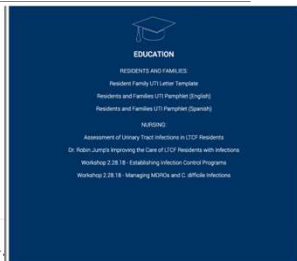 EDUCATION
RESIDENTS AND FAMILIES:
Resident Family UTI Letter Template
Residents and Families UTI Pamphlet (English)
Residents and Families UTI Pamphlet (Spanish)
NURSING:
Assessment of Urinary Tract Infections in LTCF Residents
Dr. Robin Jump's Improving the Care of LTCF Residents with Infections
Workshop 2.28.18 - Establishing Infection Control Programs
Workshop 2.28.18 - Managing MDROs and C. difficile Infections